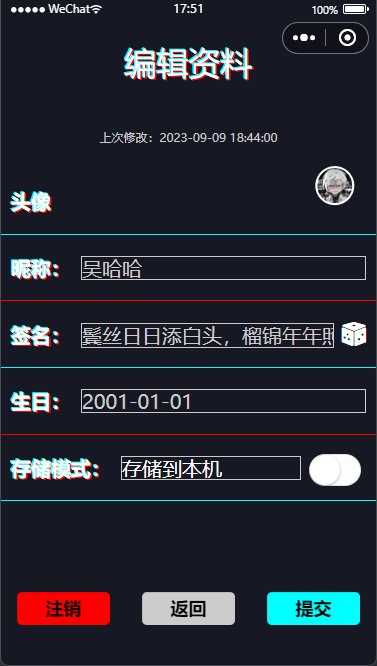 WeChat 17:51 100%
编辑资料
上次修改：2023-09-09 18:44:00
头像
昵称： 吴哈哈
签名： 鬓丝日日添白头，榴锦年年
生日： 2001-01-01
存储模式： 存储到本机
注销 返回 提交